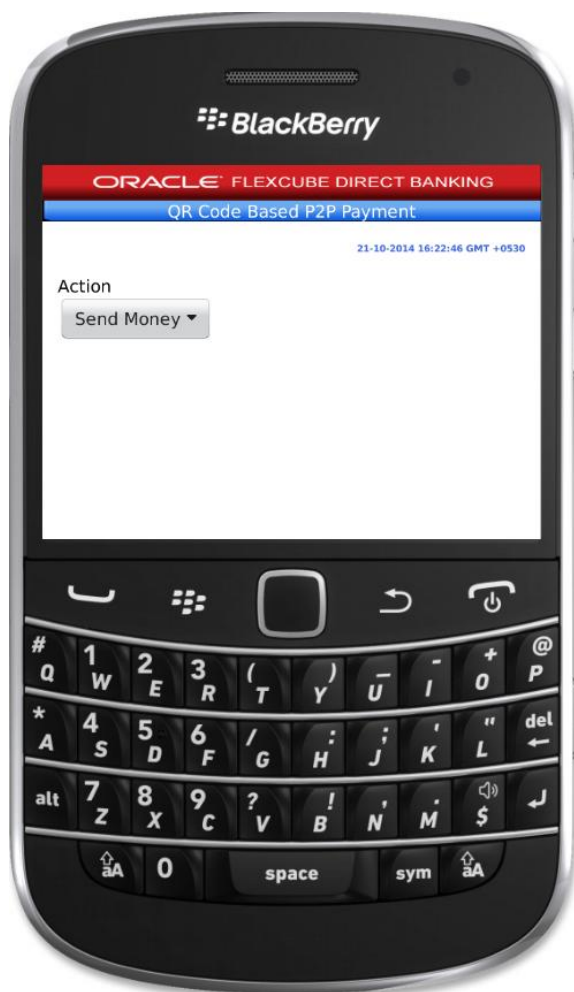 BlackBerry
ORACLE FLEXCUBE DIRECT BANKING
QR Code Based P2P Payment
21-10-2014 16:22:46 GMT +0530
Action
Send Money
# Q 1 W 2 E 3 R ( T ) Y _ U - I + O @ P
* A 4 S 5 D 6 F / G : H ; J ' K " L del
alt 7 Z 8 X 9 C ? V ! B , N . M $
aA 0 space sym aA